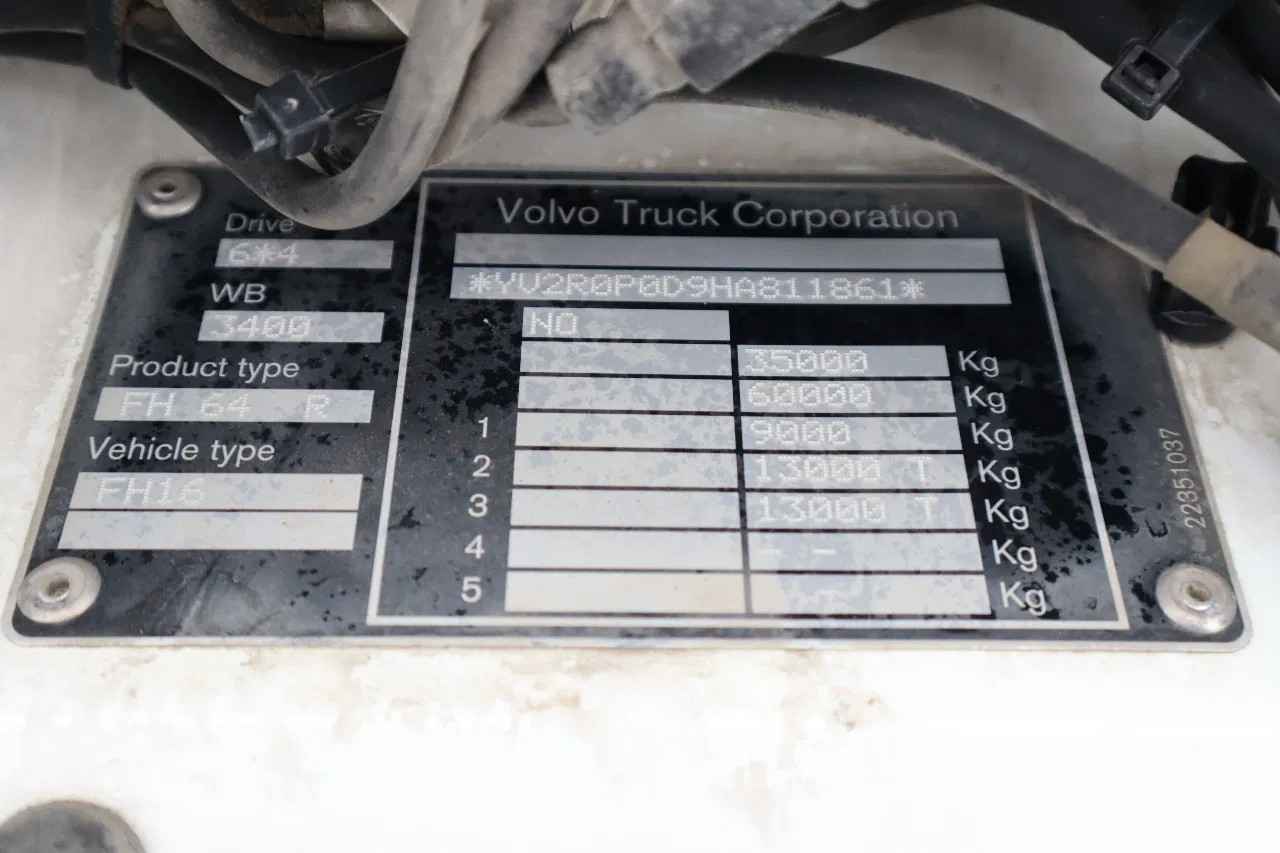 Drive
6*4
WB
3400
Product type
FH 64 R
Vehicle type
FH16
Volvo Truck Corporation
*YV2R0P0D9HA811861*
NO
35000 Kg
60000 Kg
1 9000 Kg
2 13000 T Kg
3 13000 T Kg
4 - - Kg
5 Kg
22351037